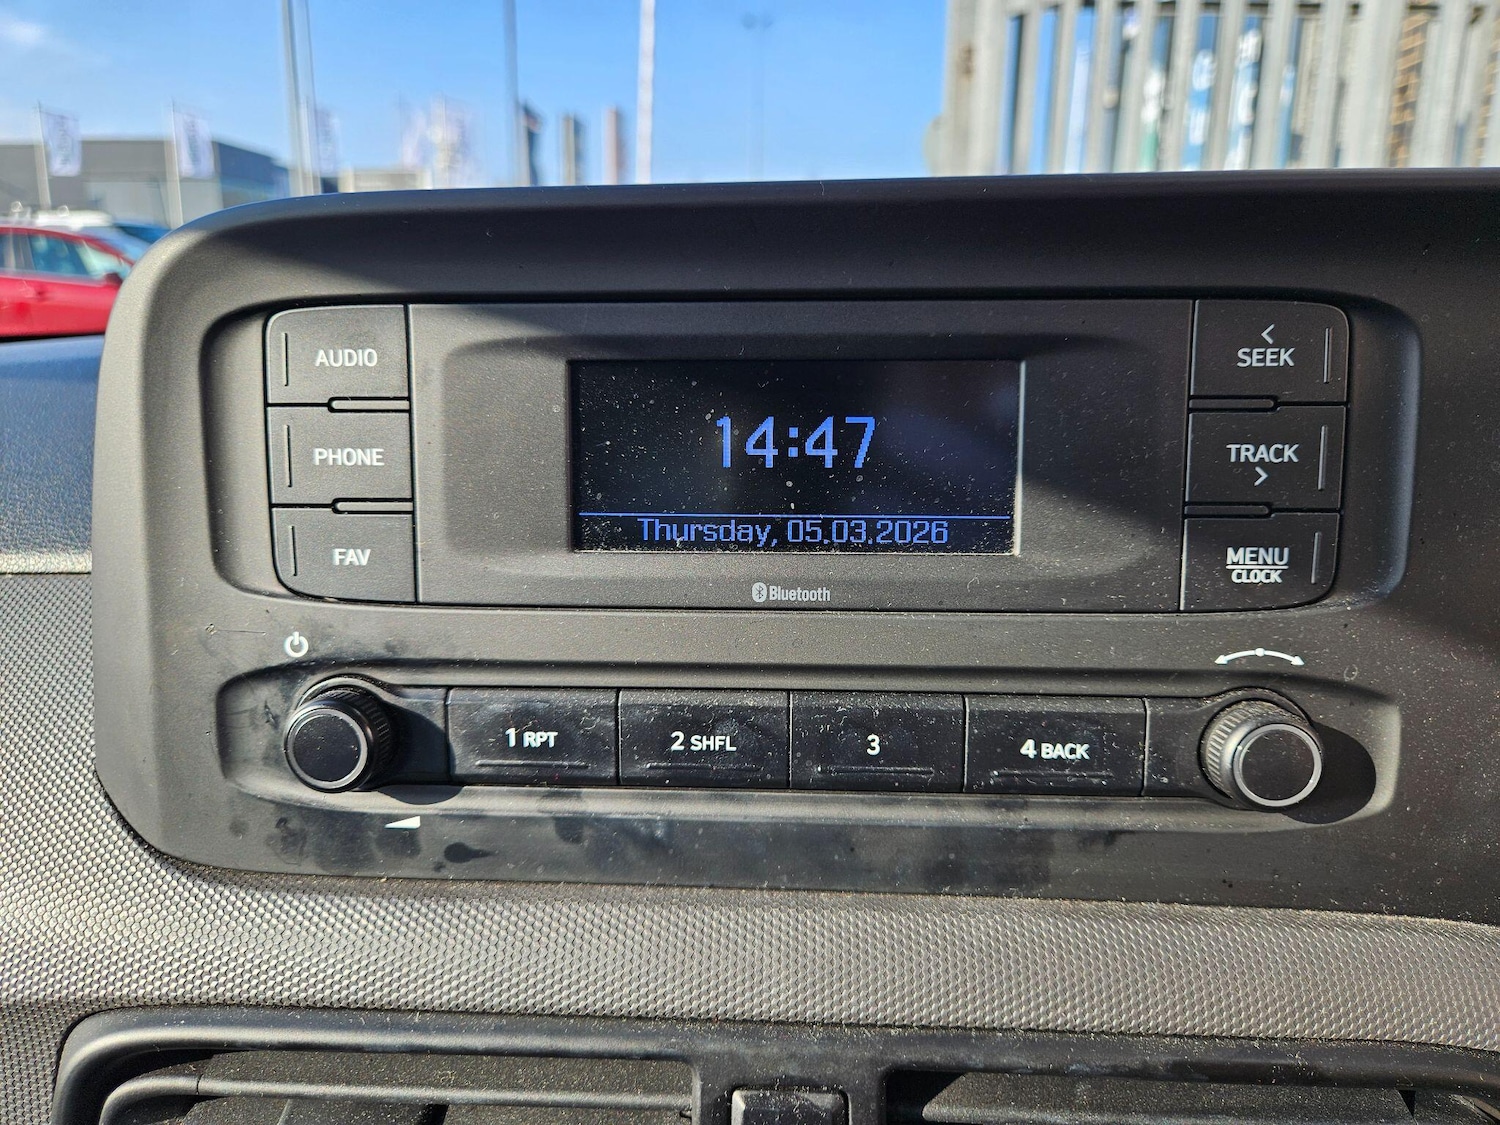 AUDIO
PHONE
FAV
14:47
Thursday, 05.03.2026
Bluetooth
<
SEEK
TRACK
>
MENU
CLOCK
1 RPT
2 SHFL
3
4 BACK